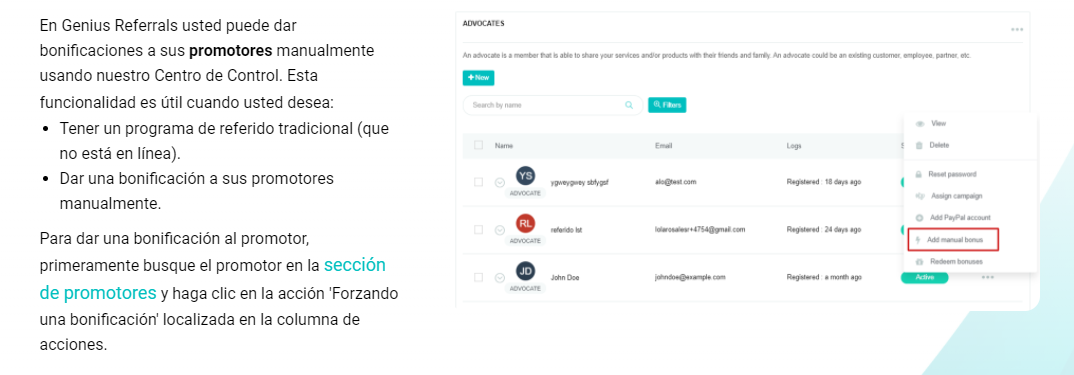 En Genius Referrals usted puede dar
bonificaciones a sus promotores manualmente
usando nuestro Centro de Control. Esta
funcionalidad es útil cuando usted desea:
• Tener un programa de referido tradicional (que
no está en línea).
• Dar una bonificación a sus promotores
manualmente.
Para dar una bonificación al promotor,
primeramente busque el promotor en la sección
de promotores y haga clic en la acción 'Forzando
una bonificación' localizada en la columna de
acciones.
ADVOCATES
An advocate is a member that is able to share your services and/or products with their friends and family. An advocate could be an existing customer, employee, partner, etc.
+ New
Search by name
Filters
Name Email Logs
YS ADVOCATE ygweygwey sbfygsf alo@test.com Registered : 18 days ago
RL ADVOCATE referido lst lolarosalesr+4754@gmail.com Registered : 24 days ago
JD ADVOCATE John Doe johndoe@example.com Registered : a month ago Active
View
Delete
Reset password
Assign campaign
Add PayPal account
Add manual bonus
Redeem bonuses